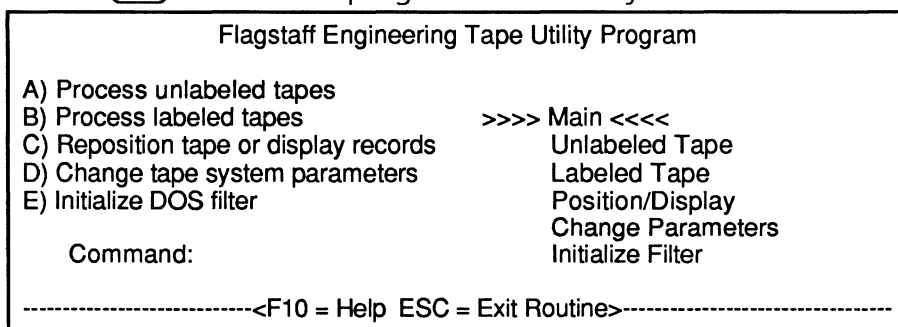 Flagstaff Engineering Tape Utility Program
A) Process unlabeled tapes
B) Process labeled tapes >>>> Main <<<<
C) Reposition tape or display records Unlabeled Tape
D) Change tape system parameters Labeled Tape
E) Initialize DOS filter Position/Display
Change Parameters
Command: Initialize Filter
-----------------------------<F10 = Help ESC = Exit Routine>----------------------------------